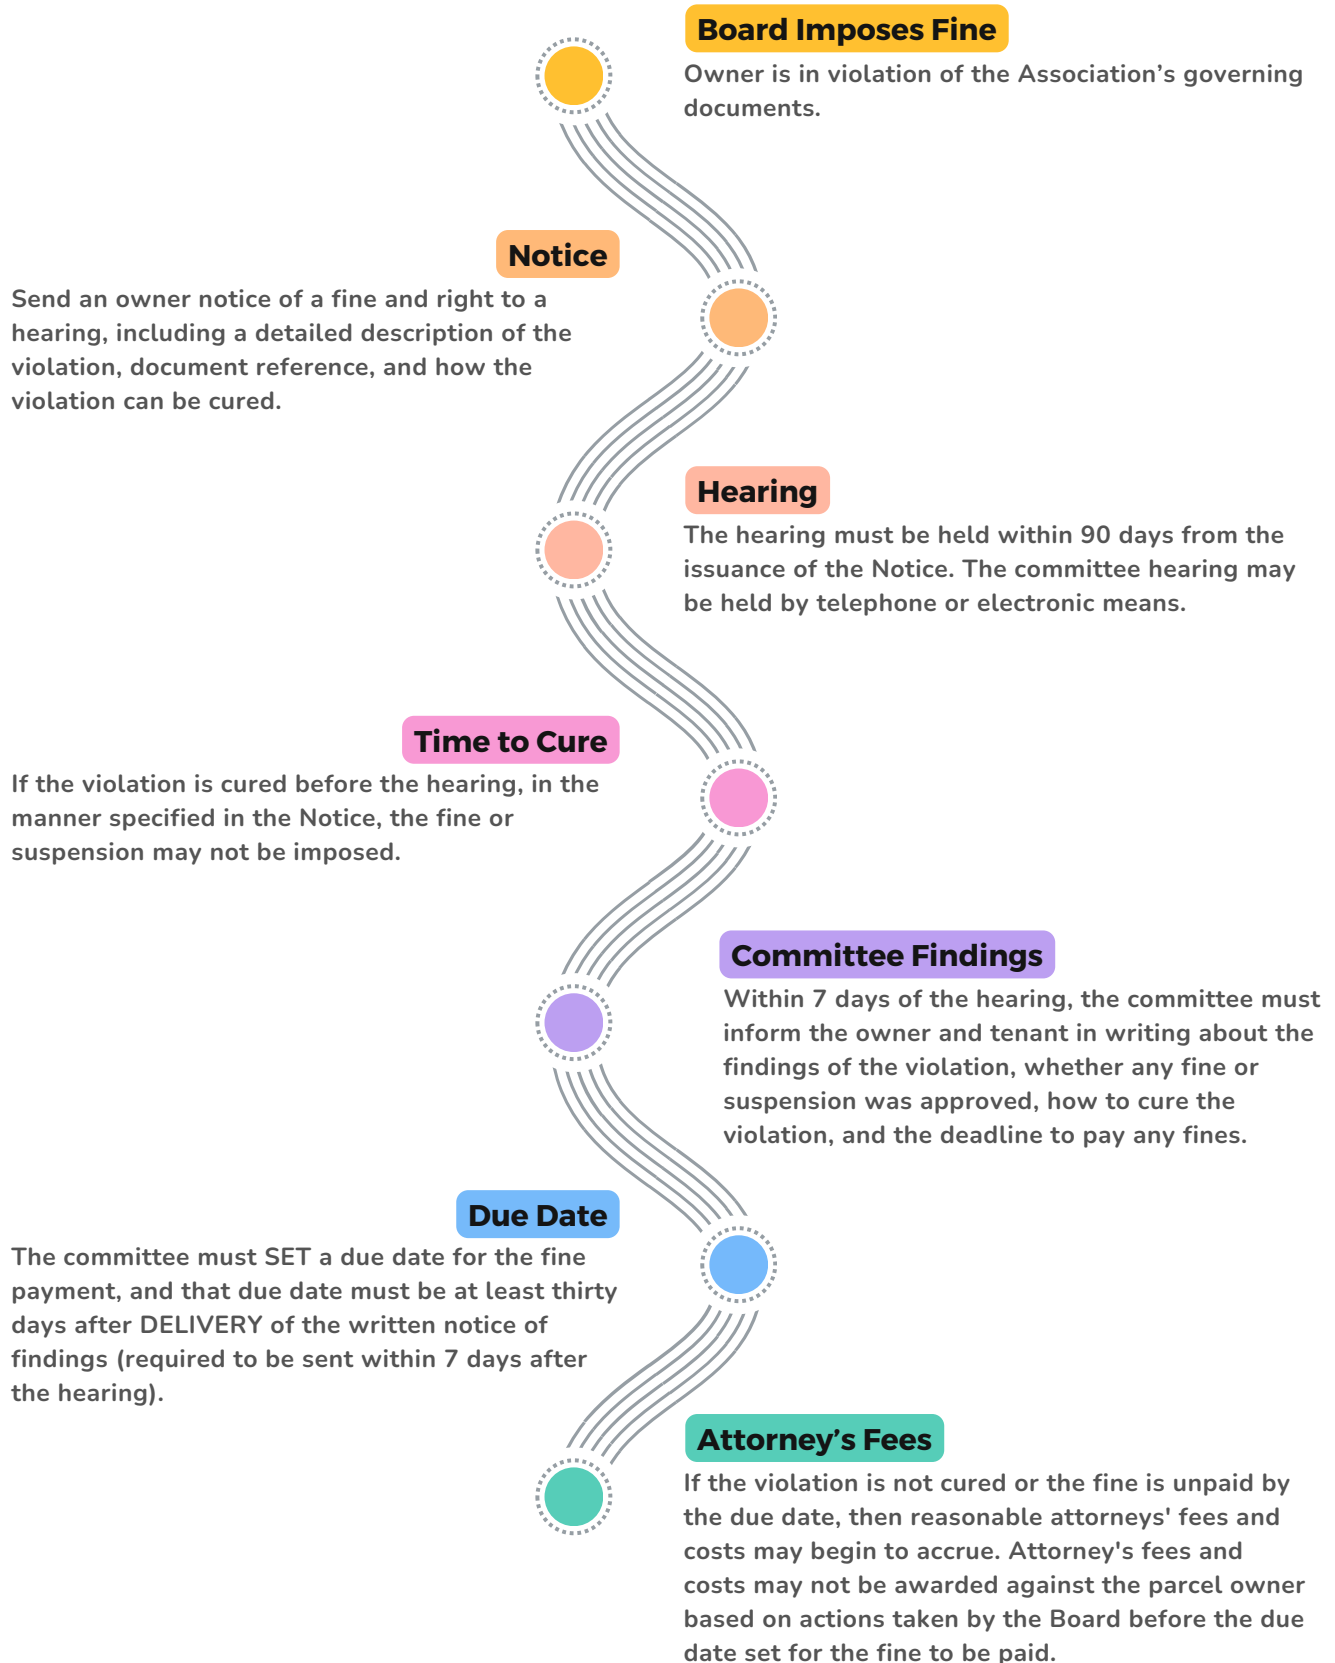 Board Imposes Fine
Owner is in violation of the Association’s governing
documents.
Notice
Send an owner notice of a fine and right to a
hearing, including a detailed description of the
violation, document reference, and how the
violation can be cured.
Hearing
The hearing must be held within 90 days from the
issuance of the Notice. The committee hearing may
be held by telephone or electronic means.
Time to Cure
If the violation is cured before the hearing, in the
manner specified in the Notice, the fine or
suspension may not be imposed.
Committee Findings
Within 7 days of the hearing, the committee must
inform the owner and tenant in writing about the
findings of the violation, whether any fine or
suspension was approved, how to cure the
violation, and the deadline to pay any fines.
Due Date
The committee must SET a due date for the fine
payment, and that due date must be at least thirty
days after DELIVERY of the written notice of
findings (required to be sent within 7 days after
the hearing).
Attorney’s Fees
If the violation is not cured or the fine is unpaid by
the due date, then reasonable attorneys' fees and
costs may begin to accrue. Attorney's fees and
costs may not be awarded against the parcel owner
based on actions taken by the Board before the due
date set for the fine to be paid.